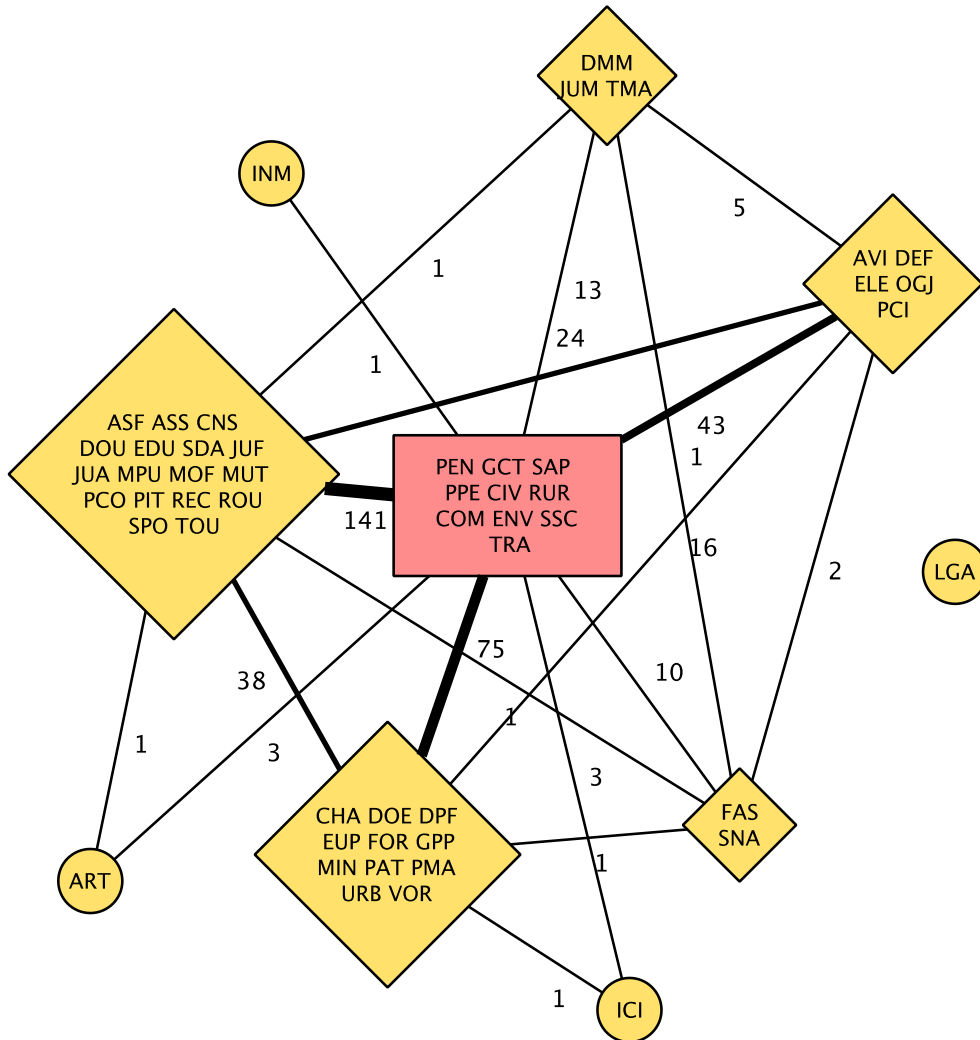 DMM
JUM TMA
INM
5
AVI DEF
ELE OGJ
PCI
1
13
24
1
ASF ASS CNS
DOU EDU SDA JUF
JUA MPU MOF MUT
PCO PIT REC ROU
SPO TOU
43
1
PEN GCT SAP
PPE CIV RUR
COM ENV SSC
TRA
141
16
2
LGA
75
10
38
1
1
3
3
CHA DOE DPF
EUP FOR GPP
MIN PAT PMA
URB VOR
FAS
SNA
1
ART
1
ICI